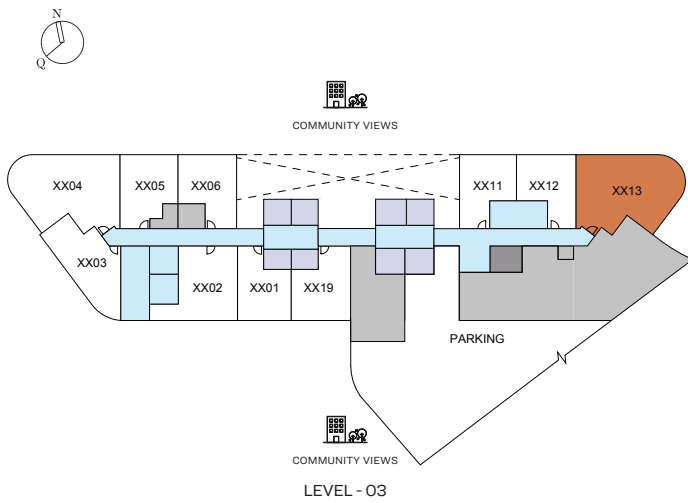 N
Q
COMMUNITY VIEWS
XX04
XX05
XX06
XX11
XX12
XX13
XX03
XX02
XX01
XX19
PARKING
COMMUNITY VIEWS
LEVEL - 03